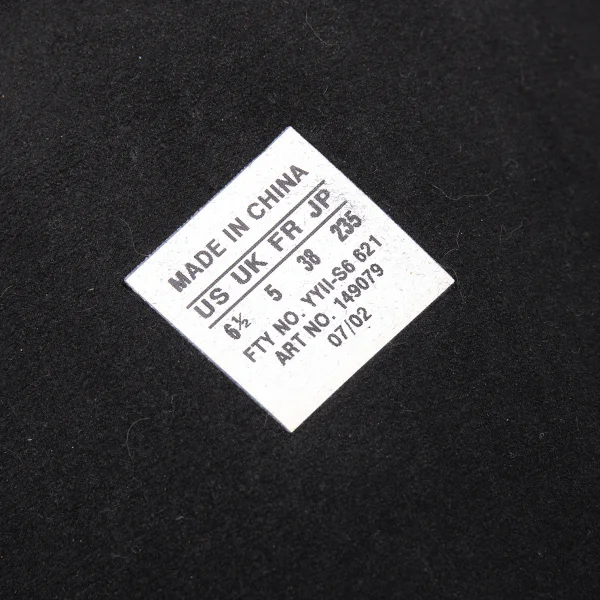 MADE IN CHINA
US UK FR JP
6½ 5 38 235
FTY NO. YYII-S6 621
ART NO. 149079
07/02